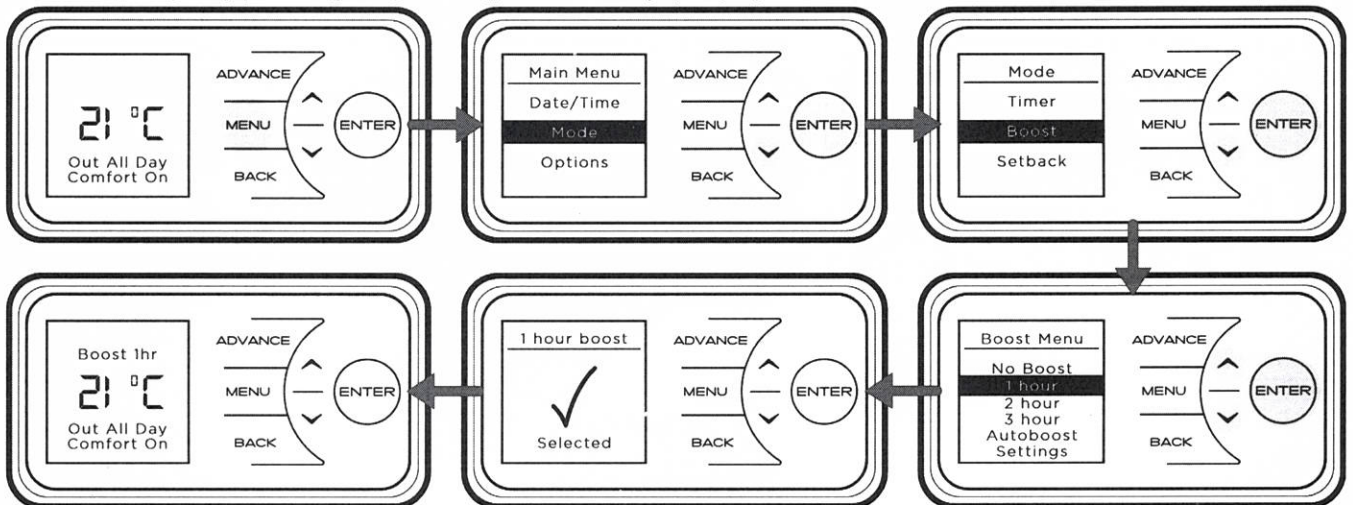 21 °C
Out All Day
Comfort On
ADVANCE
MENU
BACK
ENTER
Main Menu
Date/Time
Mode
Options
ADVANCE
MENU
BACK
ENTER
Mode
Timer
Boost
Setback
ADVANCE
MENU
BACK
ENTER
Boost 1hr
21 °C
Out All Day
Comfort On
ADVANCE
MENU
BACK
ENTER
1 hour boost
Selected
ADVANCE
MENU
BACK
ENTER
Boost Menu
No Boost
1 hour
2 hour
3 hour
Autoboost
Settings
ADVANCE
MENU
BACK
ENTER